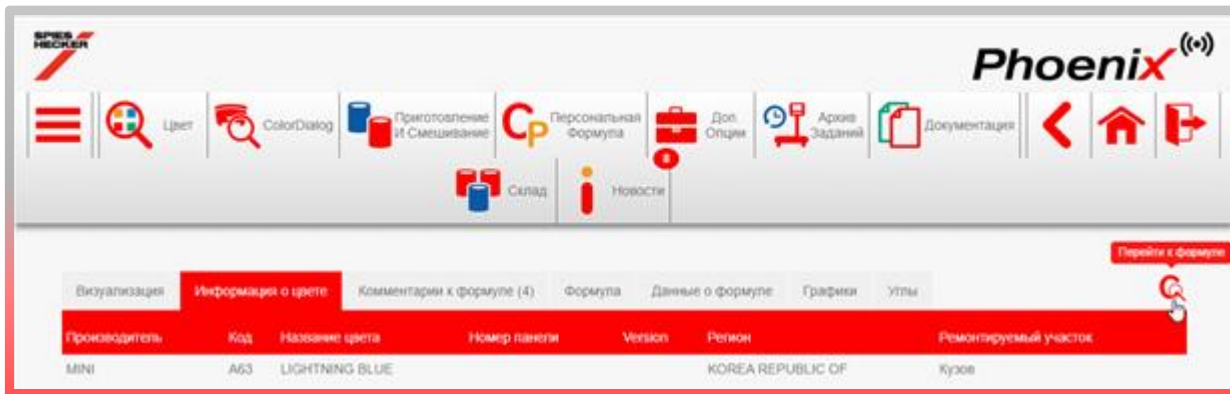 SPIES
HECKER
Phoenix
Цвет
ColorDialog
Приготовление
И Смешивание
CP
Персональная
Формула
Доп.
Опции
Архив
Заданий
Документация
Склад
Новости
8
Перейти к формуле
Визуализация Информация о цвете Комментарии к формуле (4) Формула Данные о формуле Графики Углы
Производитель Код Название цвета Номер панели Version Регион Ремонтируемый участок
MINI A63 LIGHTNING BLUE KOREA REPUBLIC OF Кузов